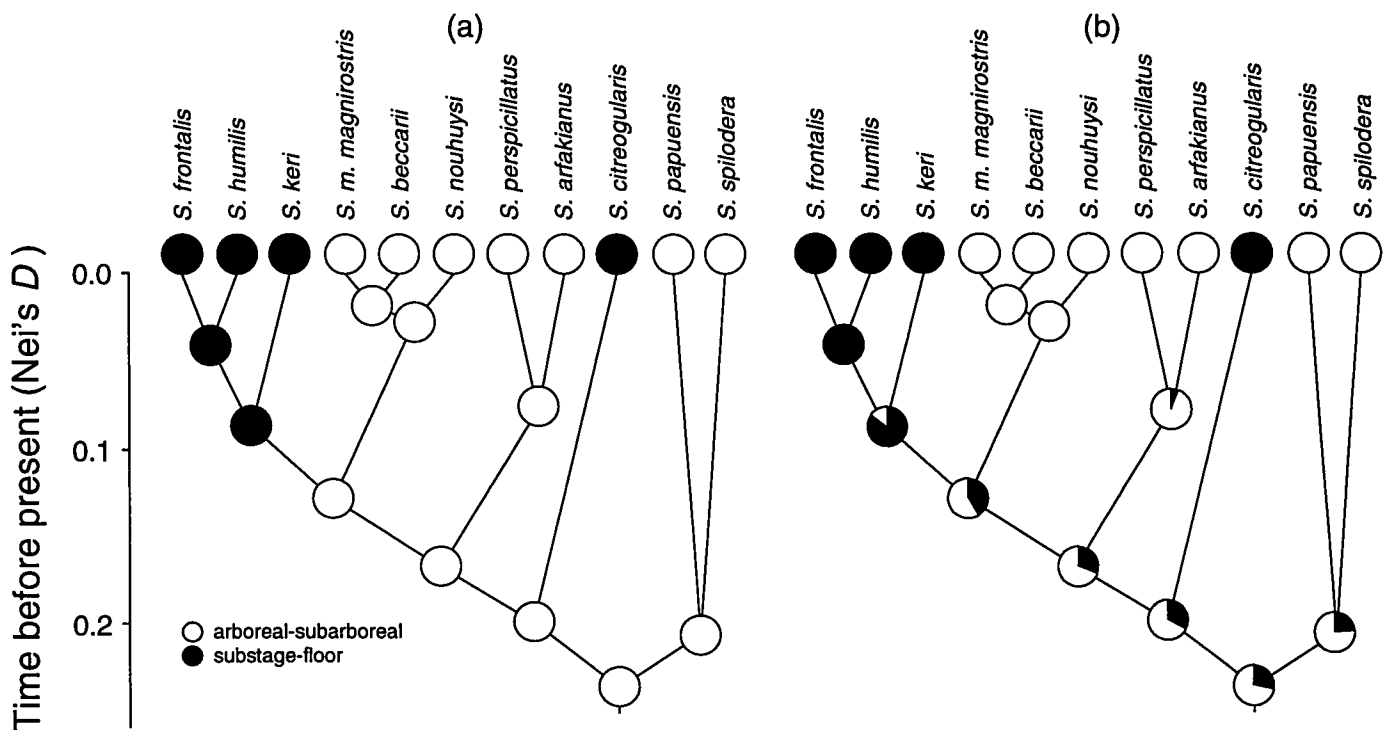 (a)
(b)
S. frontalis
S. humilis
S. keri
S. m. magnirostris
S. beccarii
S. nouhuysi
S. perspicillatus
S. arfakianus
S. citreogularis
S. papuensis
S. spilodera
S. frontalis
S. humilis
S. keri
S. m. magnirostris
S. beccarii
S. nouhuysi
S. perspicillatus
S. arfakianus
S. citreogularis
S. papuensis
S. spilodera
Time before present (Nei's D)
0.0
0.1
0.2
arboreal-subarboreal
substage-floor